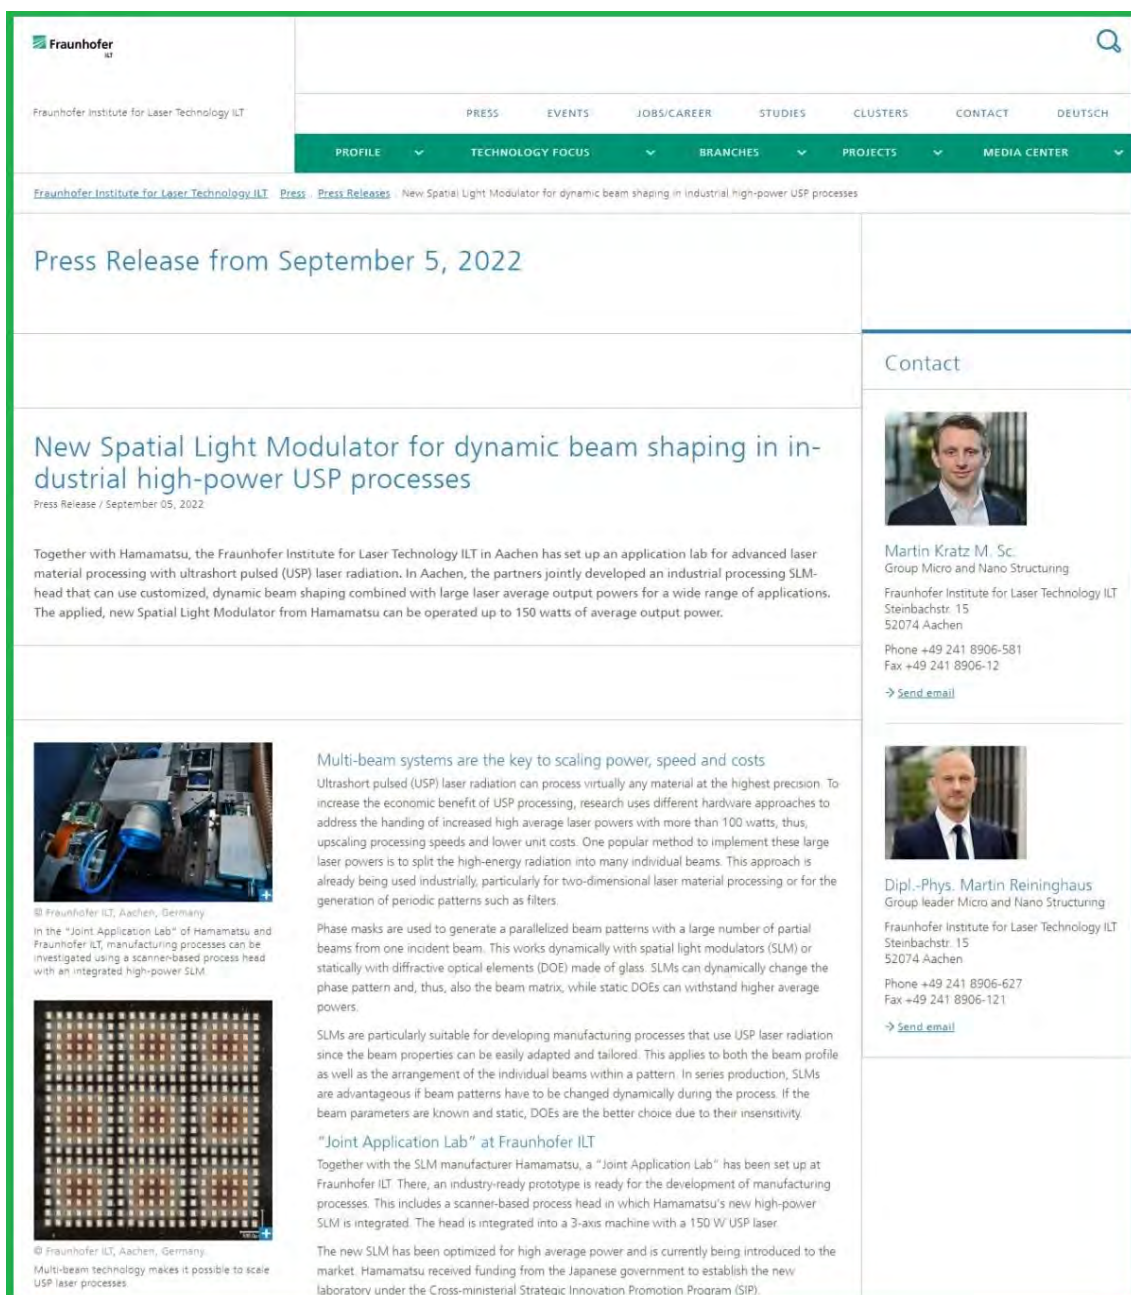 Fraunhofer
ILT
Fraunhofer Institute for Laser Technology ILT
PRESS EVENTS JOBS/CAREER STUDIES CLUSTERS CONTACT DEUTSCH
PROFILE TECHNOLOGY FOCUS BRANCHES PROJECTS MEDIA CENTER
Fraunhofer Institute for Laser Technology ILT Press Press Releases New Spatial Light Modulator for dynamic beam shaping in industrial high-power USP processes
Press Release from September 5, 2022
New Spatial Light Modulator for dynamic beam shaping in in-
dustrial high-power USP processes
Press Release / September 05, 2022
Together with Hamamatsu, the Fraunhofer Institute for Laser Technology ILT in Aachen has set up an application lab for advanced laser
material processing with ultrashort pulsed (USP) laser radiation. In Aachen, the partners jointly developed an industrial processing SLM-
head that can use customized, dynamic beam shaping combined with large laser average output powers for a wide range of applications.
The applied, new Spatial Light Modulator from Hamamatsu can be operated up to 150 watts of average output power.
© Fraunhofer ILT, Aachen, Germany.
In the "Joint Application Lab" of Hamamatsu and
Fraunhofer ILT, manufacturing processes can be
investigated using a scanner-based process head
with an integrated high-power SLM.
© Fraunhofer ILT, Aachen, Germany.
Multi-beam technology makes it possible to scale
USP laser processes.
Multi-beam systems are the key to scaling power, speed and costs
Ultrashort pulsed (USP) laser radiation can process virtually any material at the highest precision. To
increase the economic benefit of USP processing, research uses different hardware approaches to
address the handing of increased high average laser powers with more than 100 watts, thus,
upscaling processing speeds and lower unit costs. One popular method to implement these large
laser powers is to split the high-energy radiation into many individual beams. This approach is
already being used industrially, particularly for two-dimensional laser material processing or for the
generation of periodic patterns such as filters.
Phase masks are used to generate a parallelized beam patterns with a large number of partial
beams from one incident beam. This works dynamically with spatial light modulators (SLM) or
statically with diffractive optical elements (DOE) made of glass. SLMs can dynamically change the
phase pattern and, thus, also the beam matrix, while static DOEs can withstand higher average
powers.
SLMs are particularly suitable for developing manufacturing processes that use USP laser radiation
since the beam properties can be easily adapted and tailored. This applies to both the beam profile
as well as the arrangement of the individual beams within a pattern. In series production, SLMs
are advantageous if beam patterns have to be changed dynamically during the process. If the
beam parameters are known and static, DOEs are the better choice due to their insensitivity.
"Joint Application Lab" at Fraunhofer ILT
Together with the SLM manufacturer Hamamatsu, a "Joint Application Lab" has been set up at
Fraunhofer ILT. There, an industry-ready prototype is ready for the development of manufacturing
processes. This includes a scanner-based process head in which Hamamatsu's new high-power
SLM is integrated. The head is integrated into a 3-axis machine with a 150 W USP laser.
The new SLM has been optimized for high average power and is currently being introduced to the
market. Hamamatsu received funding from the Japanese government to establish the new
laboratory under the Cross-ministerial Strategic Innovation Promotion Program (SIP).
Contact
Martin Kratz M. Sc.
Group Micro and Nano Structuring
Fraunhofer Institute for Laser Technology ILT
Steinbachstr. 15
52074 Aachen
Phone +49 241 8906-581
Fax +49 241 8906-12
Send email
Dipl.-Phys. Martin Reininghaus
Group leader Micro and Nano Structuring
Fraunhofer Institute for Laser Technology ILT
Steinbachstr. 15
52074 Aachen
Phone +49 241 8906-627
Fax +49 241 8906-121
Send email